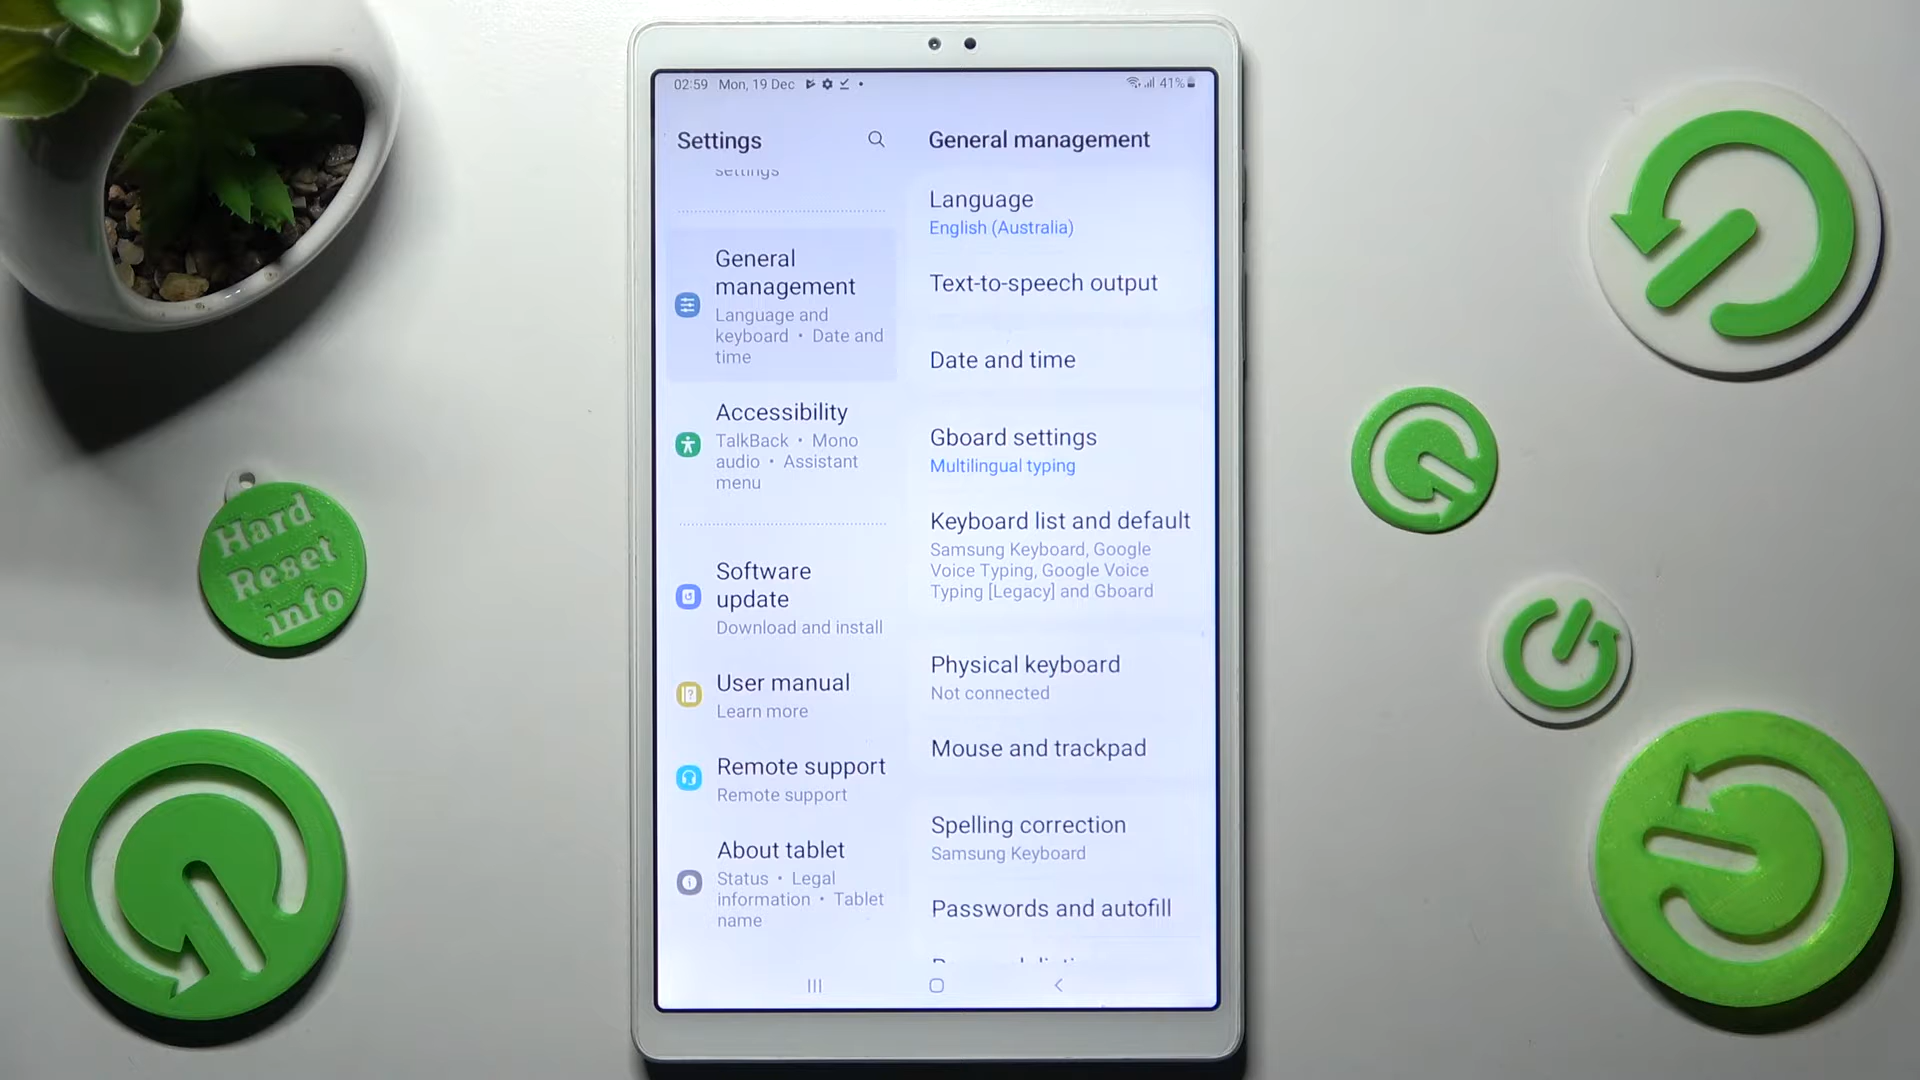 02:59 Mon, 19 Dec
41%
Settings
settings
General
management
Language and
keyboard • Date and
time
Accessibility
TalkBack • Mono
audio • Assistant
menu
Software
update
Download and install
User manual
Learn more
Remote support
Remote support
About tablet
Status • Legal
information • Tablet
name
General management
Language
English (Australia)
Text-to-speech output
Date and time
Gboard settings
Multilingual typing
Keyboard list and default
Samsung Keyboard, Google
Voice Typing, Google Voice
Typing [Legacy] and Gboard
Physical keyboard
Not connected
Mouse and trackpad
Spelling correction
Samsung Keyboard
Passwords and autofill
Hard
Reset
.info